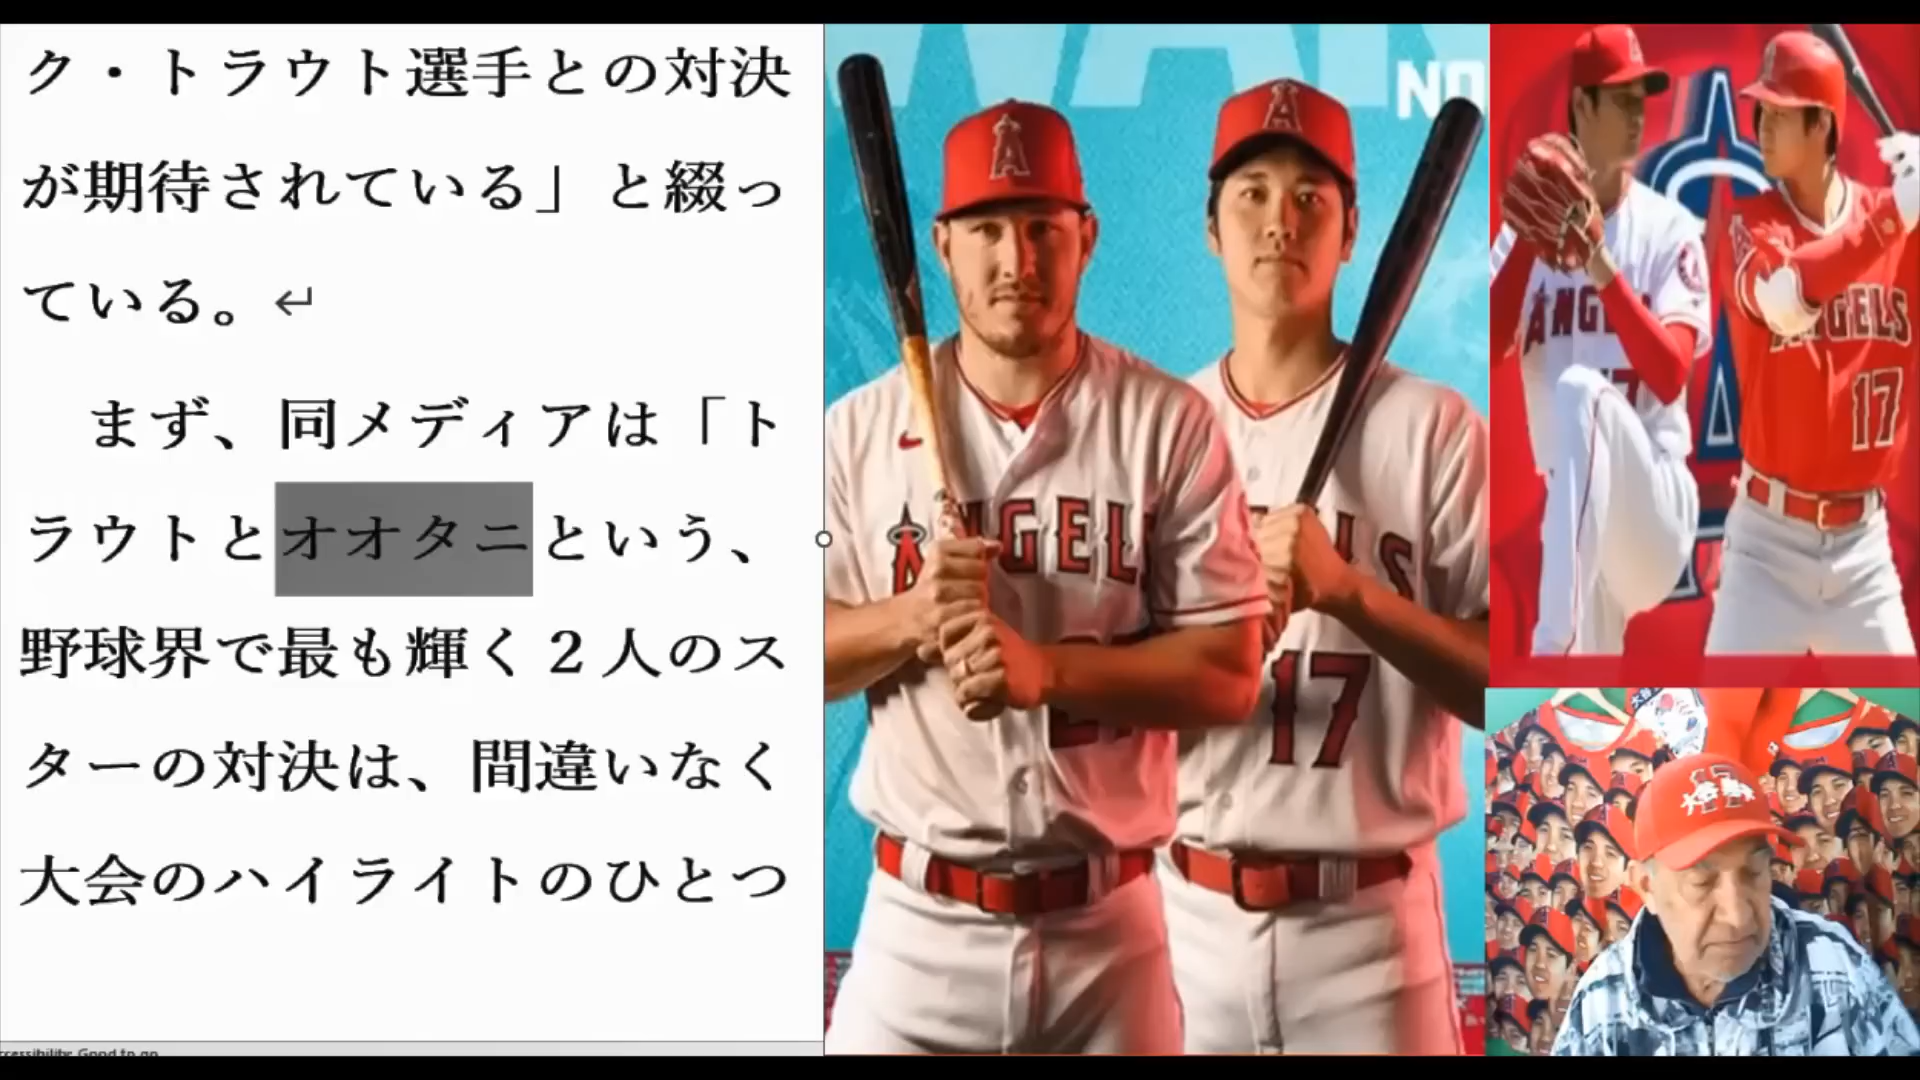 ク・トラウト選手との対決
が期待されている」と綴っ
ている。↵
まず、同メディアは「ト
ラウトとオオタニという、
野球界で最も輝く２人のス
ターの対決は、間違いなく
大会のハイライトのひとつ
NO
ANGELS
17
ANGELS
17
Good to go